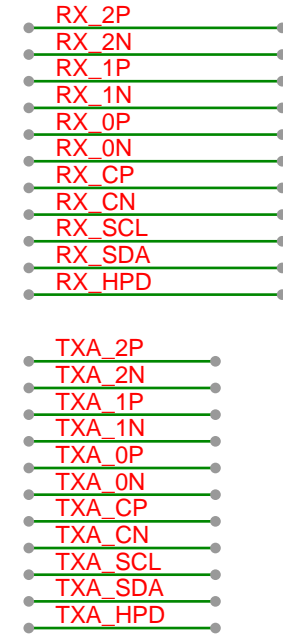 RX_2P
RX_2N
RX_1P
RX_1N
RX_0P
RX_0N
RX_CP
RX_CN
RX_SCL
RX_SDA
RX_HPD
TXA_2P
TXA_2N
TXA_1P
TXA_1N
TXA_0P
TXA_0N
TXA_CP
TXA_CN
TXA_SCL
TXA_SDA
TXA_HPD